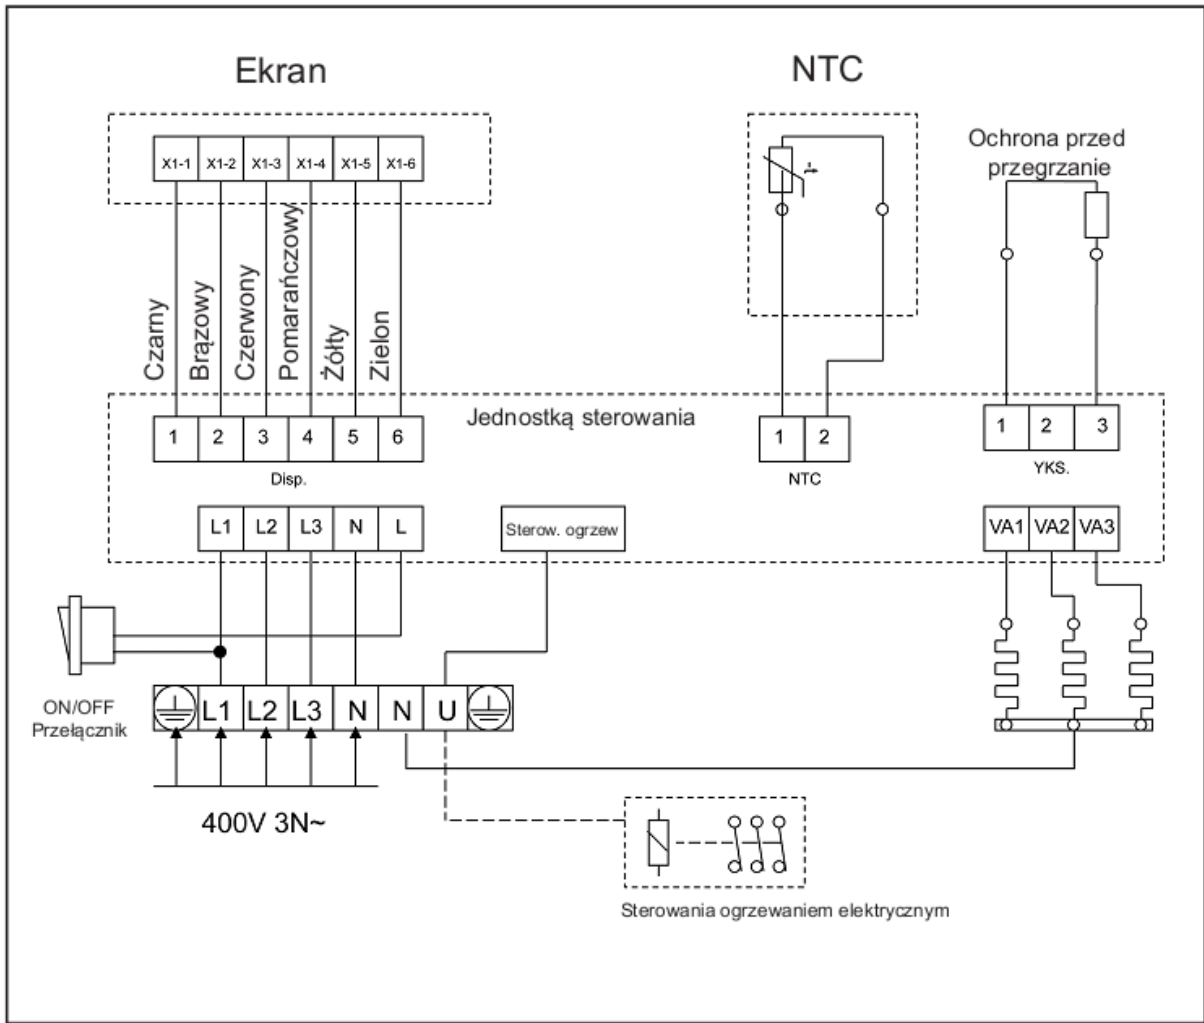 Ekran
NTC
X1-1 X1-2 X1-3 X1-4 X1-5 X1-6
Ochrona przed
przegrzanie
Czarny
Brązowy
Czerwony
Pomarańczowy
Żółty
Zielon
Jednostką sterowania
1 2 3 4 5 6
Disp.
1 2
NTC
1 2 3
YKS.
L1 L2 L3 N L
Sterow. ogrzew
VA1 VA2 VA3
ON/OFF
Przełącznik
L1 L2 L3 N N U
400V 3N~
Sterowania ogrzewaniem elektrycznym